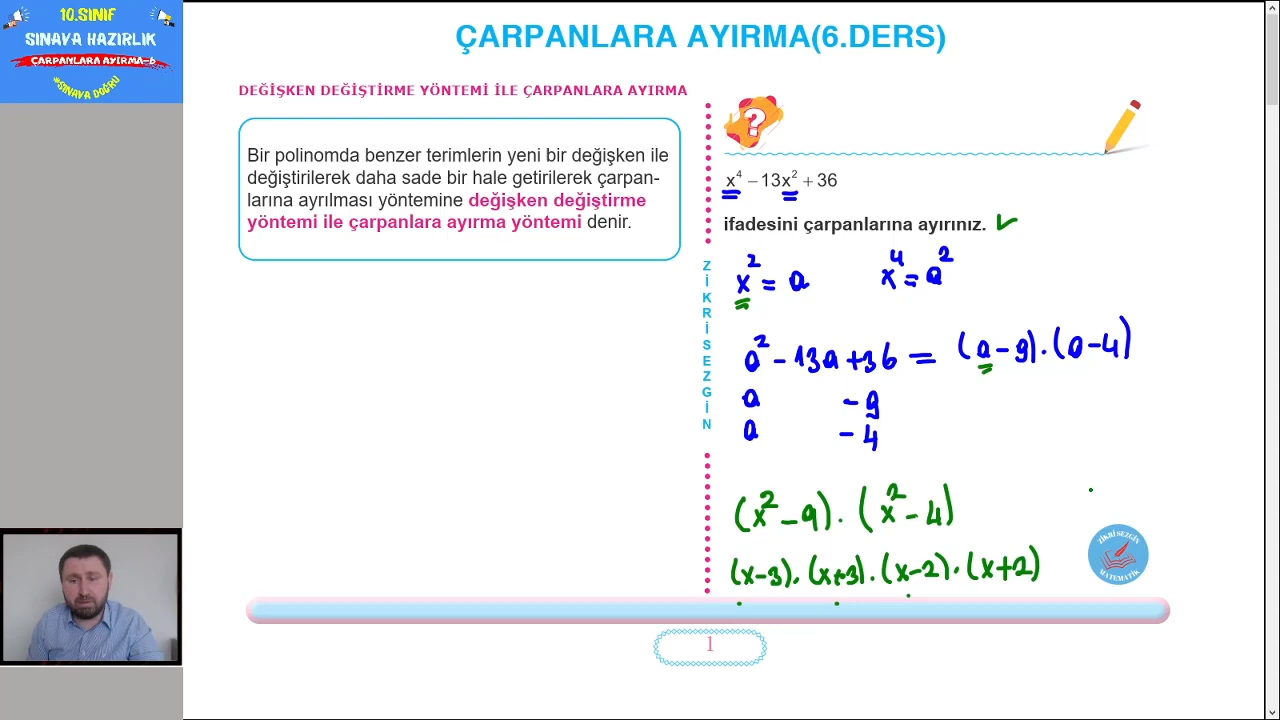 10.SINIF
SINAVA HAZIRLIK
ÇARPANLARA AYIRMA-6
#SINAVA DOĞRU
ÇARPANLARA AYIRMA(6.DERS)
DEĞİŞKEN DEĞİŞTİRME YÖNTEMİ İLE ÇARPANLARA AYIRMA
Bir polinomda benzer terimlerin yeni bir değişken ile
değiştirilerek daha sade bir hale getirilerek çarpan-
larına ayrılması yöntemine değişken değiştirme
yöntemi ile çarpanlara ayırma yöntemi denir.
ZİKRİ SEZGİN
?
x⁴ − 13x² + 36
ifadesini çarpanlarına ayırınız. ✓
x² = a x⁴ = a²
a² - 13a + 36 = (a - 9) . (a - 4)
a - 9
a - 4
(x² - 9) . (x² - 4)
(x-3) . (x+3) . (x-2) . (x+2)
ZİKRİ SEZGİN
MATEMATİK
1